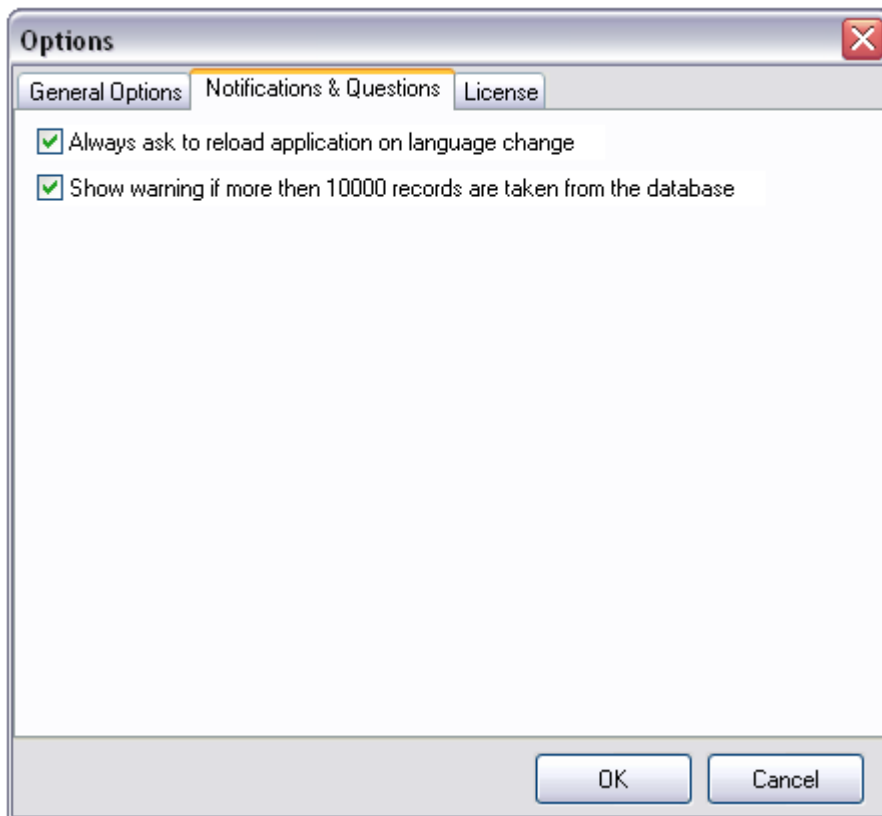 Options
General Options Notifications & Questions License
Always ask to reload application on language change
Show warning if more then 10000 records are taken from the database
OK Cancel